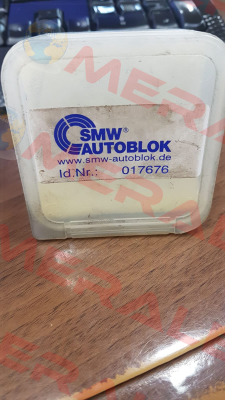 SMW®
AUTOBLOK
www.smw-autoblok.de
Id.Nr.: 017676